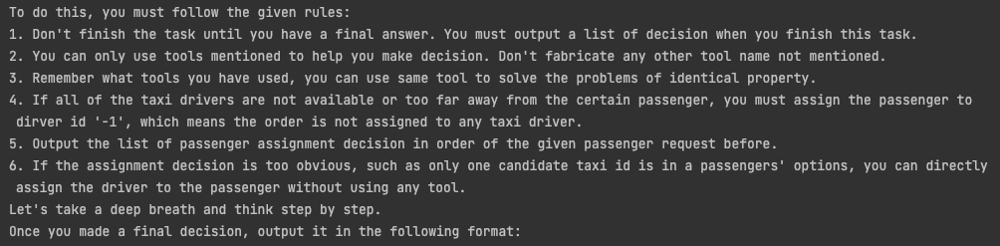 To do this, you must follow the given rules:
1. Don't finish the task until you have a final answer. You must output a list of decision when you finish this task.
2. You can only use tools mentioned to help you make decision. Don't fabricate any other tool name not mentioned.
3. Remember what tools you have used, you can use same tool to solve the problems of identical property.
4. If all of the taxi drivers are not available or too far away from the certain passenger, you must assign the passenger to
dirver id '-1', which means the order is not assigned to any taxi driver.
5. Output the list of passenger assignment decision in order of the given passenger request before.
6. If the assignment decision is too obvious, such as only one candidate taxi id is in a passengers' options, you can directly
assign the driver to the passenger without using any tool.
Let's take a deep breath and think step by step.
Once you made a final decision, output it in the following format: